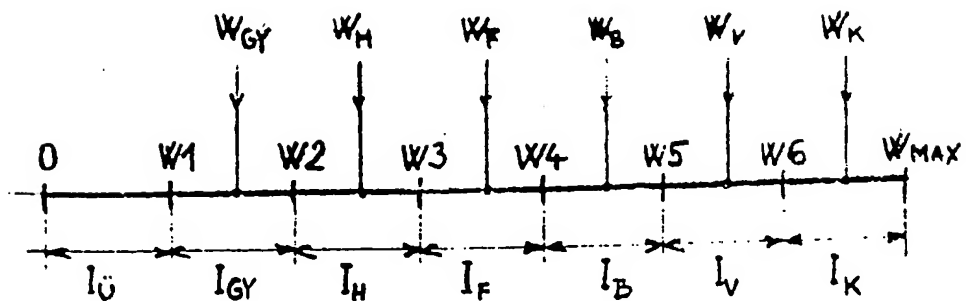 W_GY W_H W_F W_B W_V W_K
0 W1 W2 W3 W4 W5 W6 W_MAX
I_Ü I_GY I_H I_F I_B I_V I_K